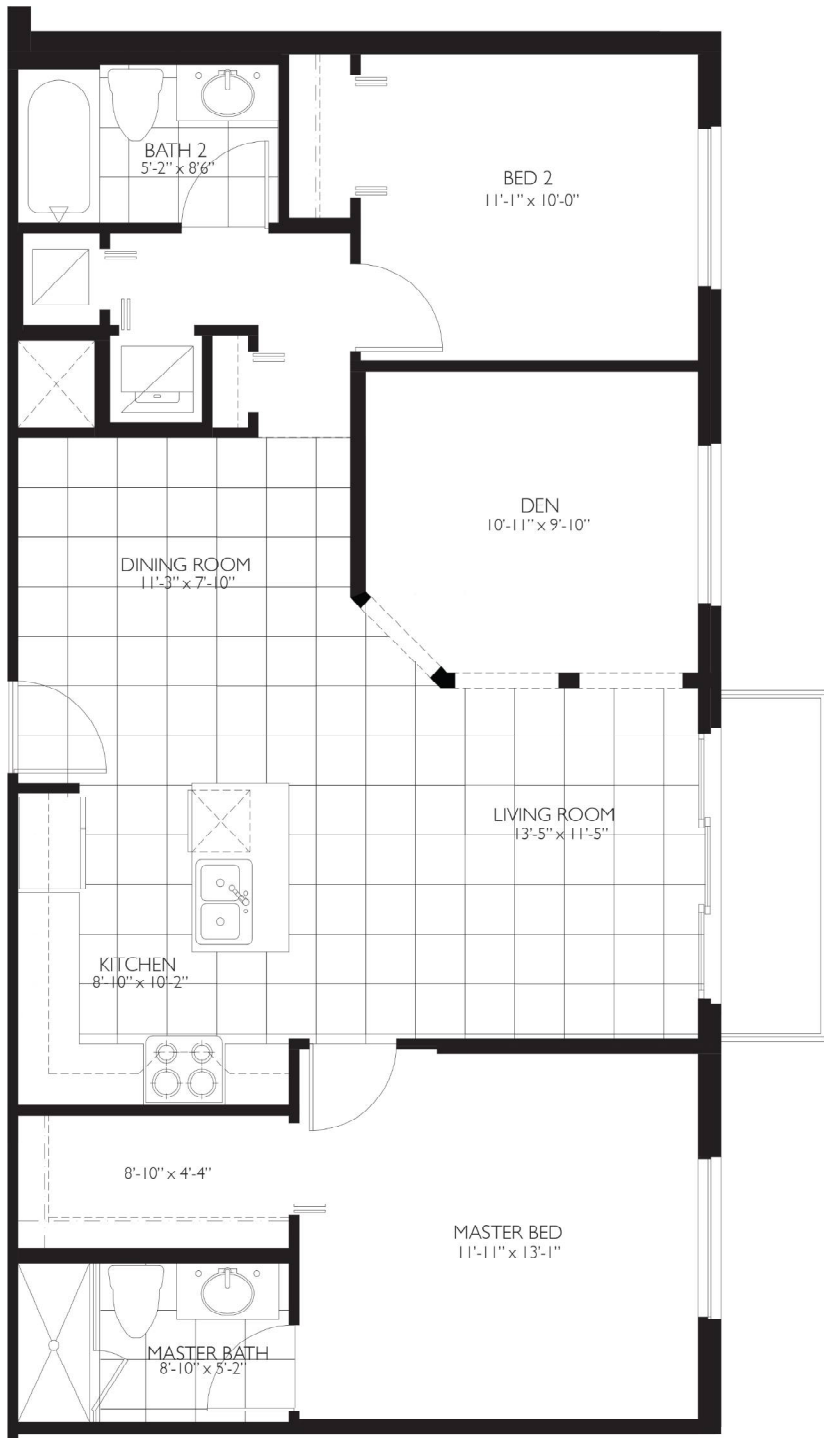 BATH 2
5'-2" x 8'6"
BED 2
11'-1" x 10'-0"
DEN
10'-11" x 9'-10"
DINING ROOM
11'-3" x 7'-10"
LIVING ROOM
13'-5" x 11'-5"
KITCHEN
8'-10" x 10'-2"
8'-10" x 4'-4"
MASTER BED
11'-11" x 13'-1"
MASTER BATH
8'-10" x 5'-2"